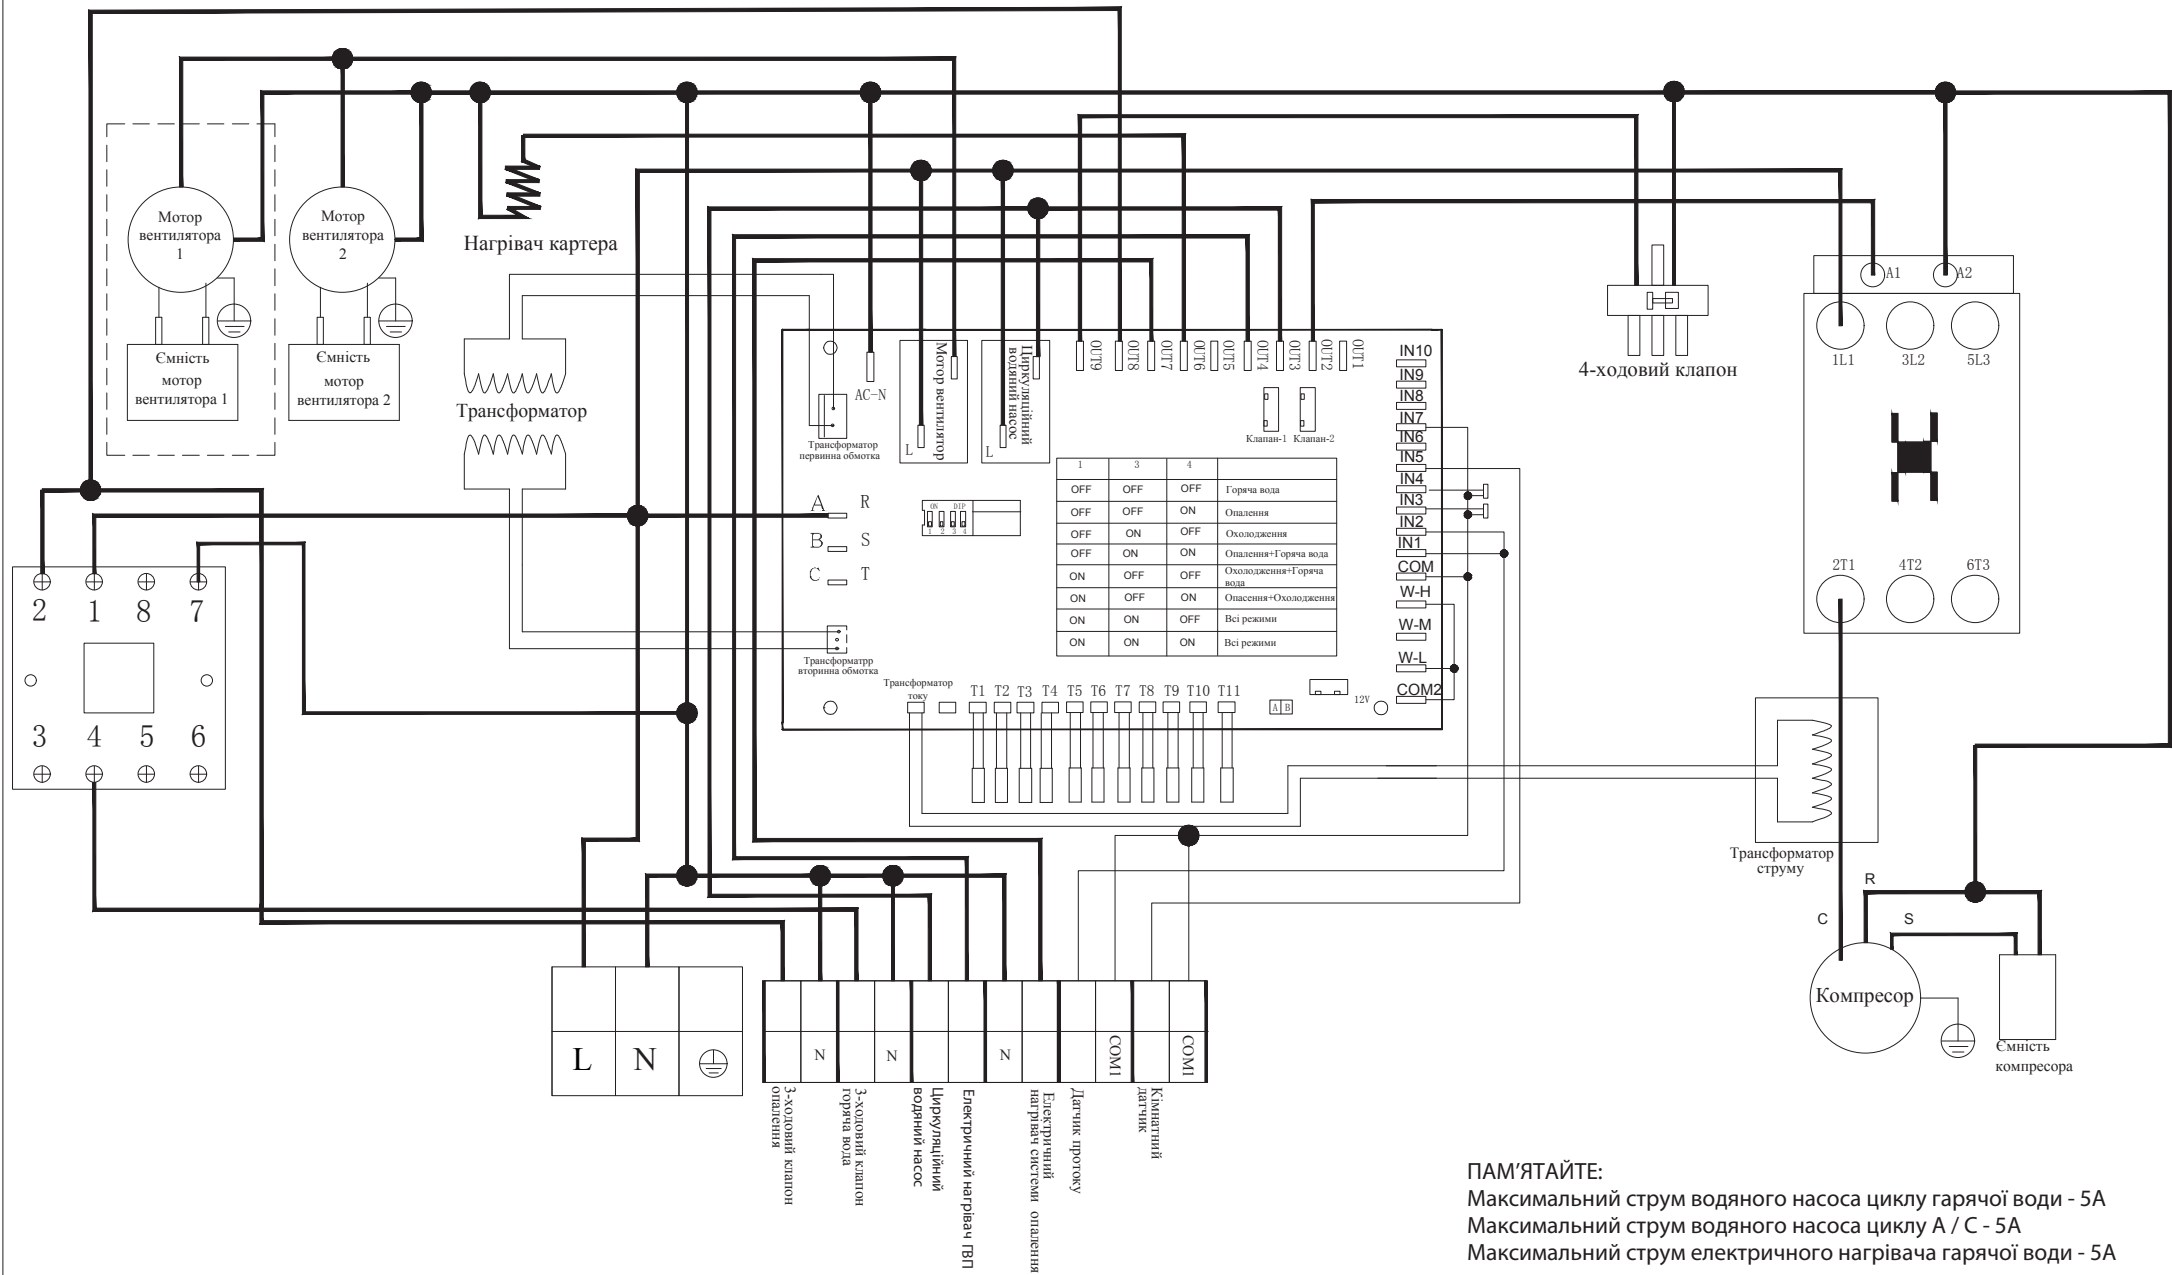 Мотор
вентилятора
1
Мотор
вентилятора
2
Ємність
мотор
вентилятора 1
Ємність
мотор
вентилятора 2
Нагрівач картера
Трансформатор
Трансформатор
первинна обмотка
AC-N
L
Мотор вентилятор
L
Циркуляційний
водяний насос
OUT9
OUT8
OUT7
OUT6
OUT5
OUT4
OUT3
OUT2
OUT1
Клапан-1
Клапан-2
IN10
IN9
IN8
IN7
IN6
IN5
IN4
IN3
IN2
IN1
COM
W-H
W-M
W-L
COM2
4-ходовий клапон
A1
A2
1L1
3L2
5L3
2T1
4T2
6T3
A R
B S
C T
ON DIP
1 2 3 4
1 3 4
OFF OFF OFF Горяча вода
OFF OFF ON Опалення
OFF ON OFF Охолодження
OFF ON ON Опалення+Горяча вода
ON OFF OFF Охолодження+Горяча
вода
ON OFF ON Опасення+Охолодження
ON ON OFF Всі режими
ON ON ON Всі режими
Трансформатрр
вторинна обмотка
Трансформатор
току
T1 T2 T3 T4 T5 T6 T7 T8 T9 T10 T11
A B
12V
2 1 8 7
3 4 5 6
Трансформатор
струму
R
C
S
Компресор
Ємність
компресора
L N
N
N
N
COM1
COM1
3-ходовий клапон
опалення
3-ходовий клапон
горяча вода
Циркуляційний
водяний насос
Електричний нагрівач ГВП
Електричний
нагрівач системи опалення
Датчик протоку
Кімнатний
датчик
ПАМ'ЯТАЙТЕ:
Максимальний струм водяного насоса циклу гарячої води - 5А
Максимальний струм водяного насоса циклу А / С - 5А
Максимальний струм електричного нагрівача гарячої води - 5А